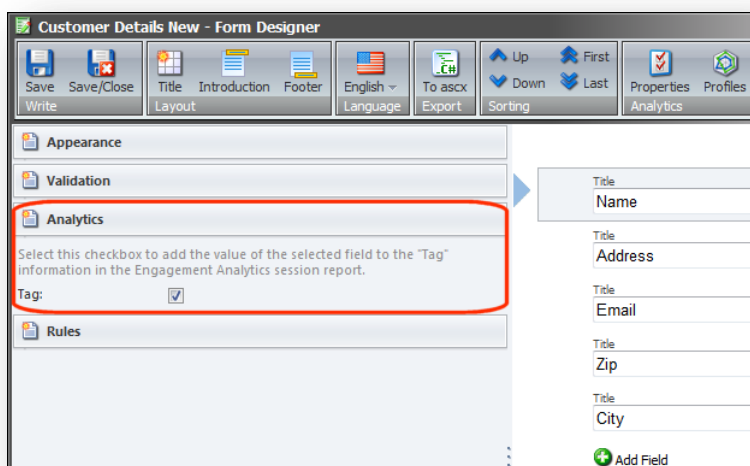 Customer Details New - Form Designer
Save Save/Close Title Introduction Footer English To ascx Up First Down Last Properties Profiles
Write Layout Language Export Sorting Analytics
Appearance
Validation
Analytics
Select this checkbox to add the value of the selected field to the "Tag"
information in the Engagement Analytics session report.
Tag:
Rules
Title
Name
Title
Address
Title
Email
Title
Zip
Title
City
Add Field